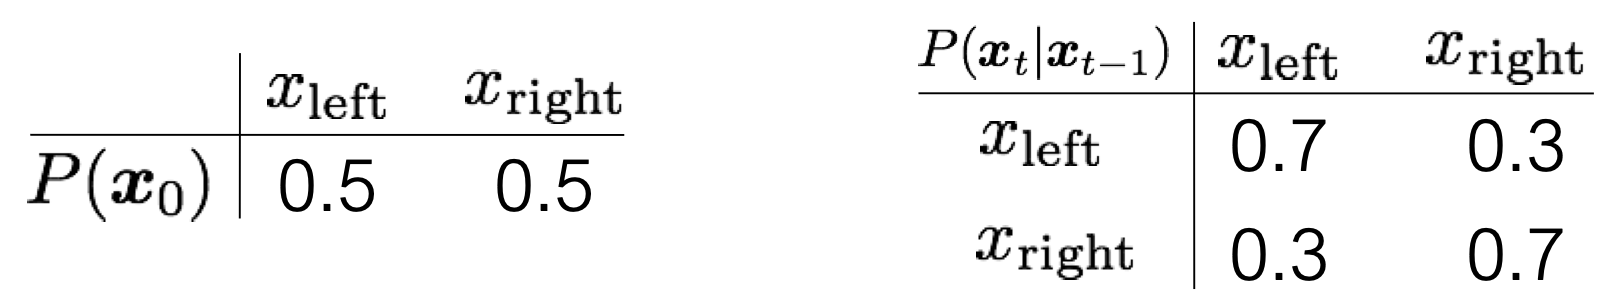 x_left x_right
P(x_0) 0.5 0.5
P(x_t|x_{t−1}) x_left x_right
x_left 0.7 0.3
x_right 0.3 0.7